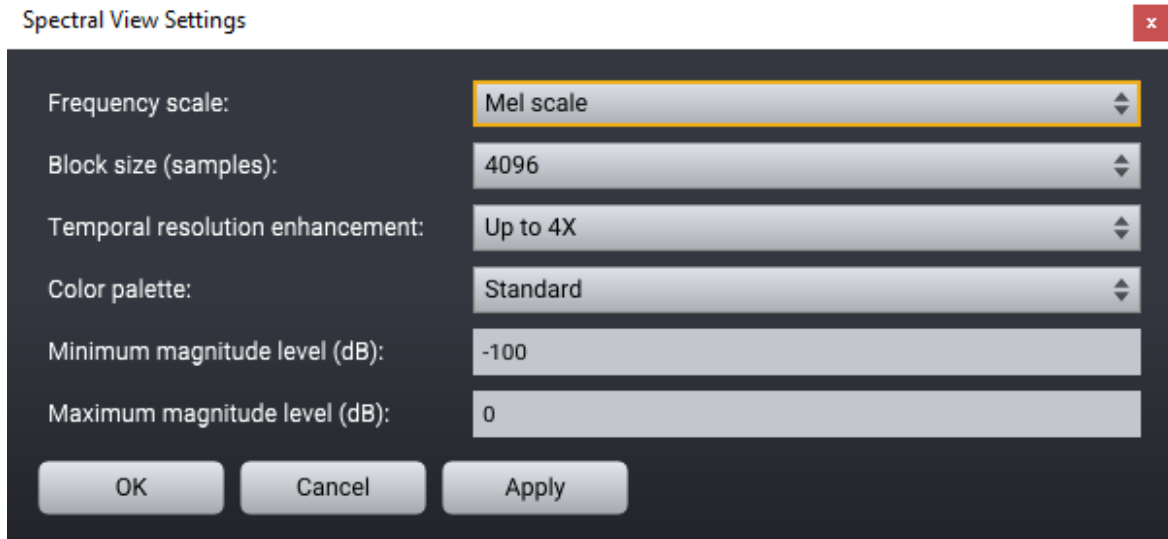 Spectral View Settings
x
Frequency scale: Mel scale
Block size (samples): 4096
Temporal resolution enhancement: Up to 4X
Color palette: Standard
Minimum magnitude level (dB): -100
Maximum magnitude level (dB): 0
OK Cancel Apply